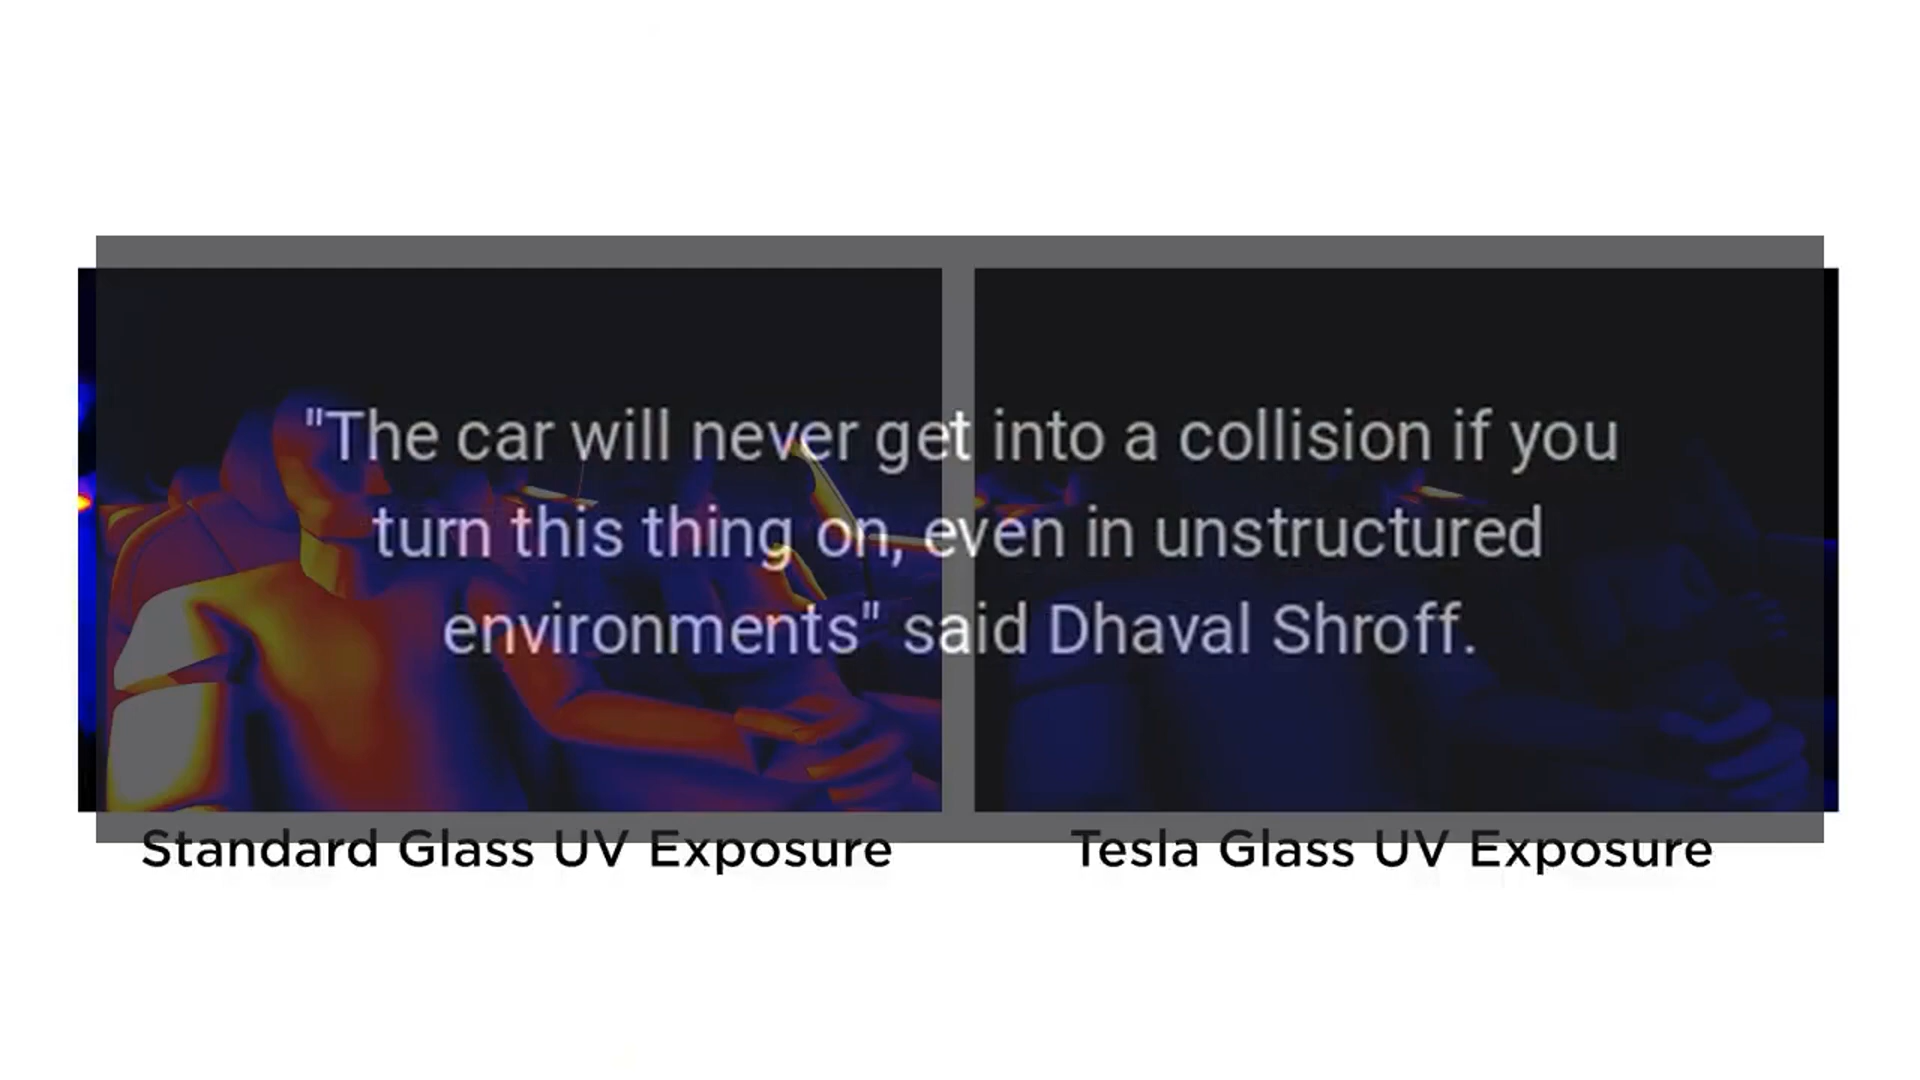 "The car will never get into a collision if you
turn this thing on, even in unstructured
environments" said Dhaval Shroff.
Standard Glass UV Exposure
Tesla Glass UV Exposure